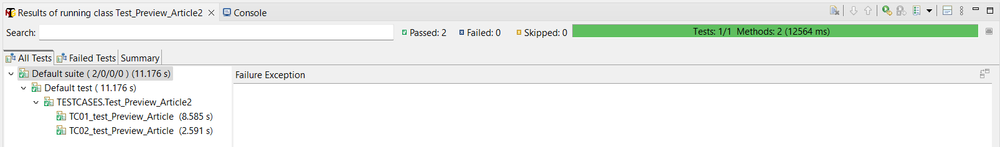 Results of running class Test_Preview_Article2 Console
Search: Passed: 2 Failed: 0 Skipped: 0 Tests: 1/1 Methods: 2 (12564 ms)
All Tests Failed Tests Summary
Default suite ( 2/0/0/0 ) (11.176 s)
Failure Exception
Default test ( 11.176 s)
TESTCASES.Test_Preview_Article2
TC01_test_Preview_Article (8.585 s)
TC02_test_Preview_Article (2.591 s)